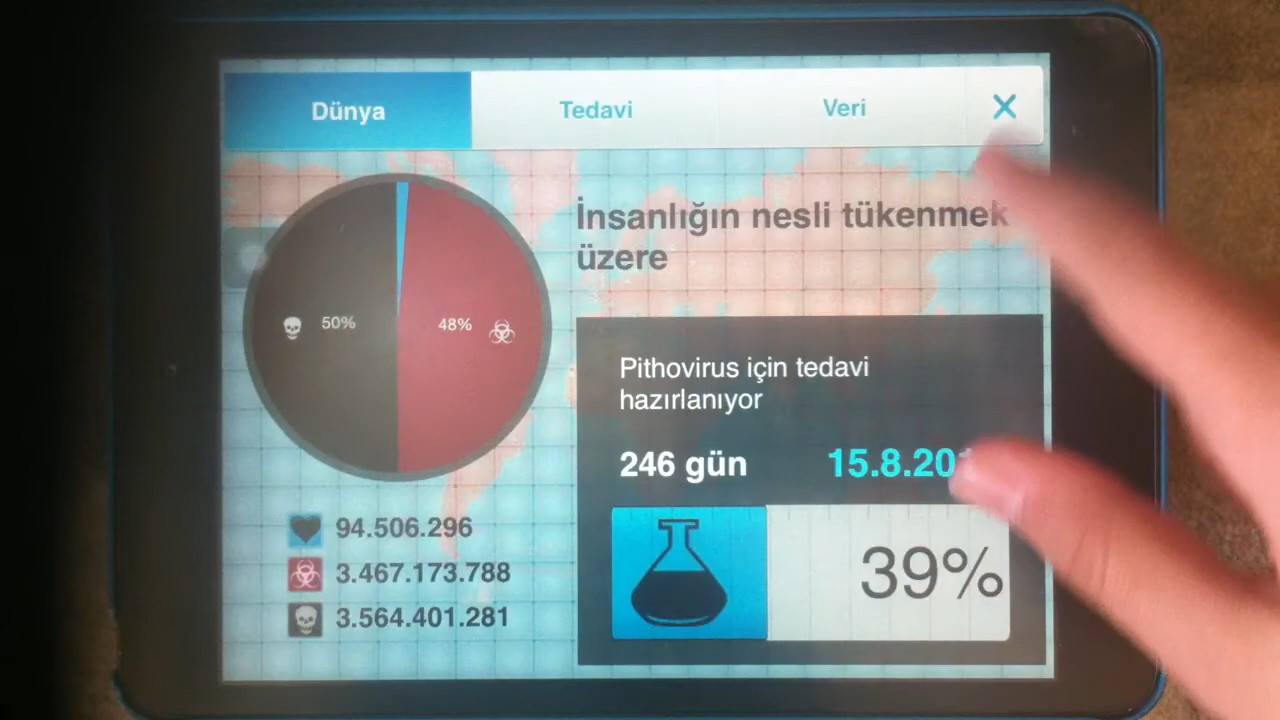 Dünya
Tedavi
Veri
İnsanlığın nesli tükenmek
üzere
50%
48%
Pithovirus için tedavi
hazırlanıyor
246 gün
94.506.296
3.467.173.788
3.564.401.281
39%